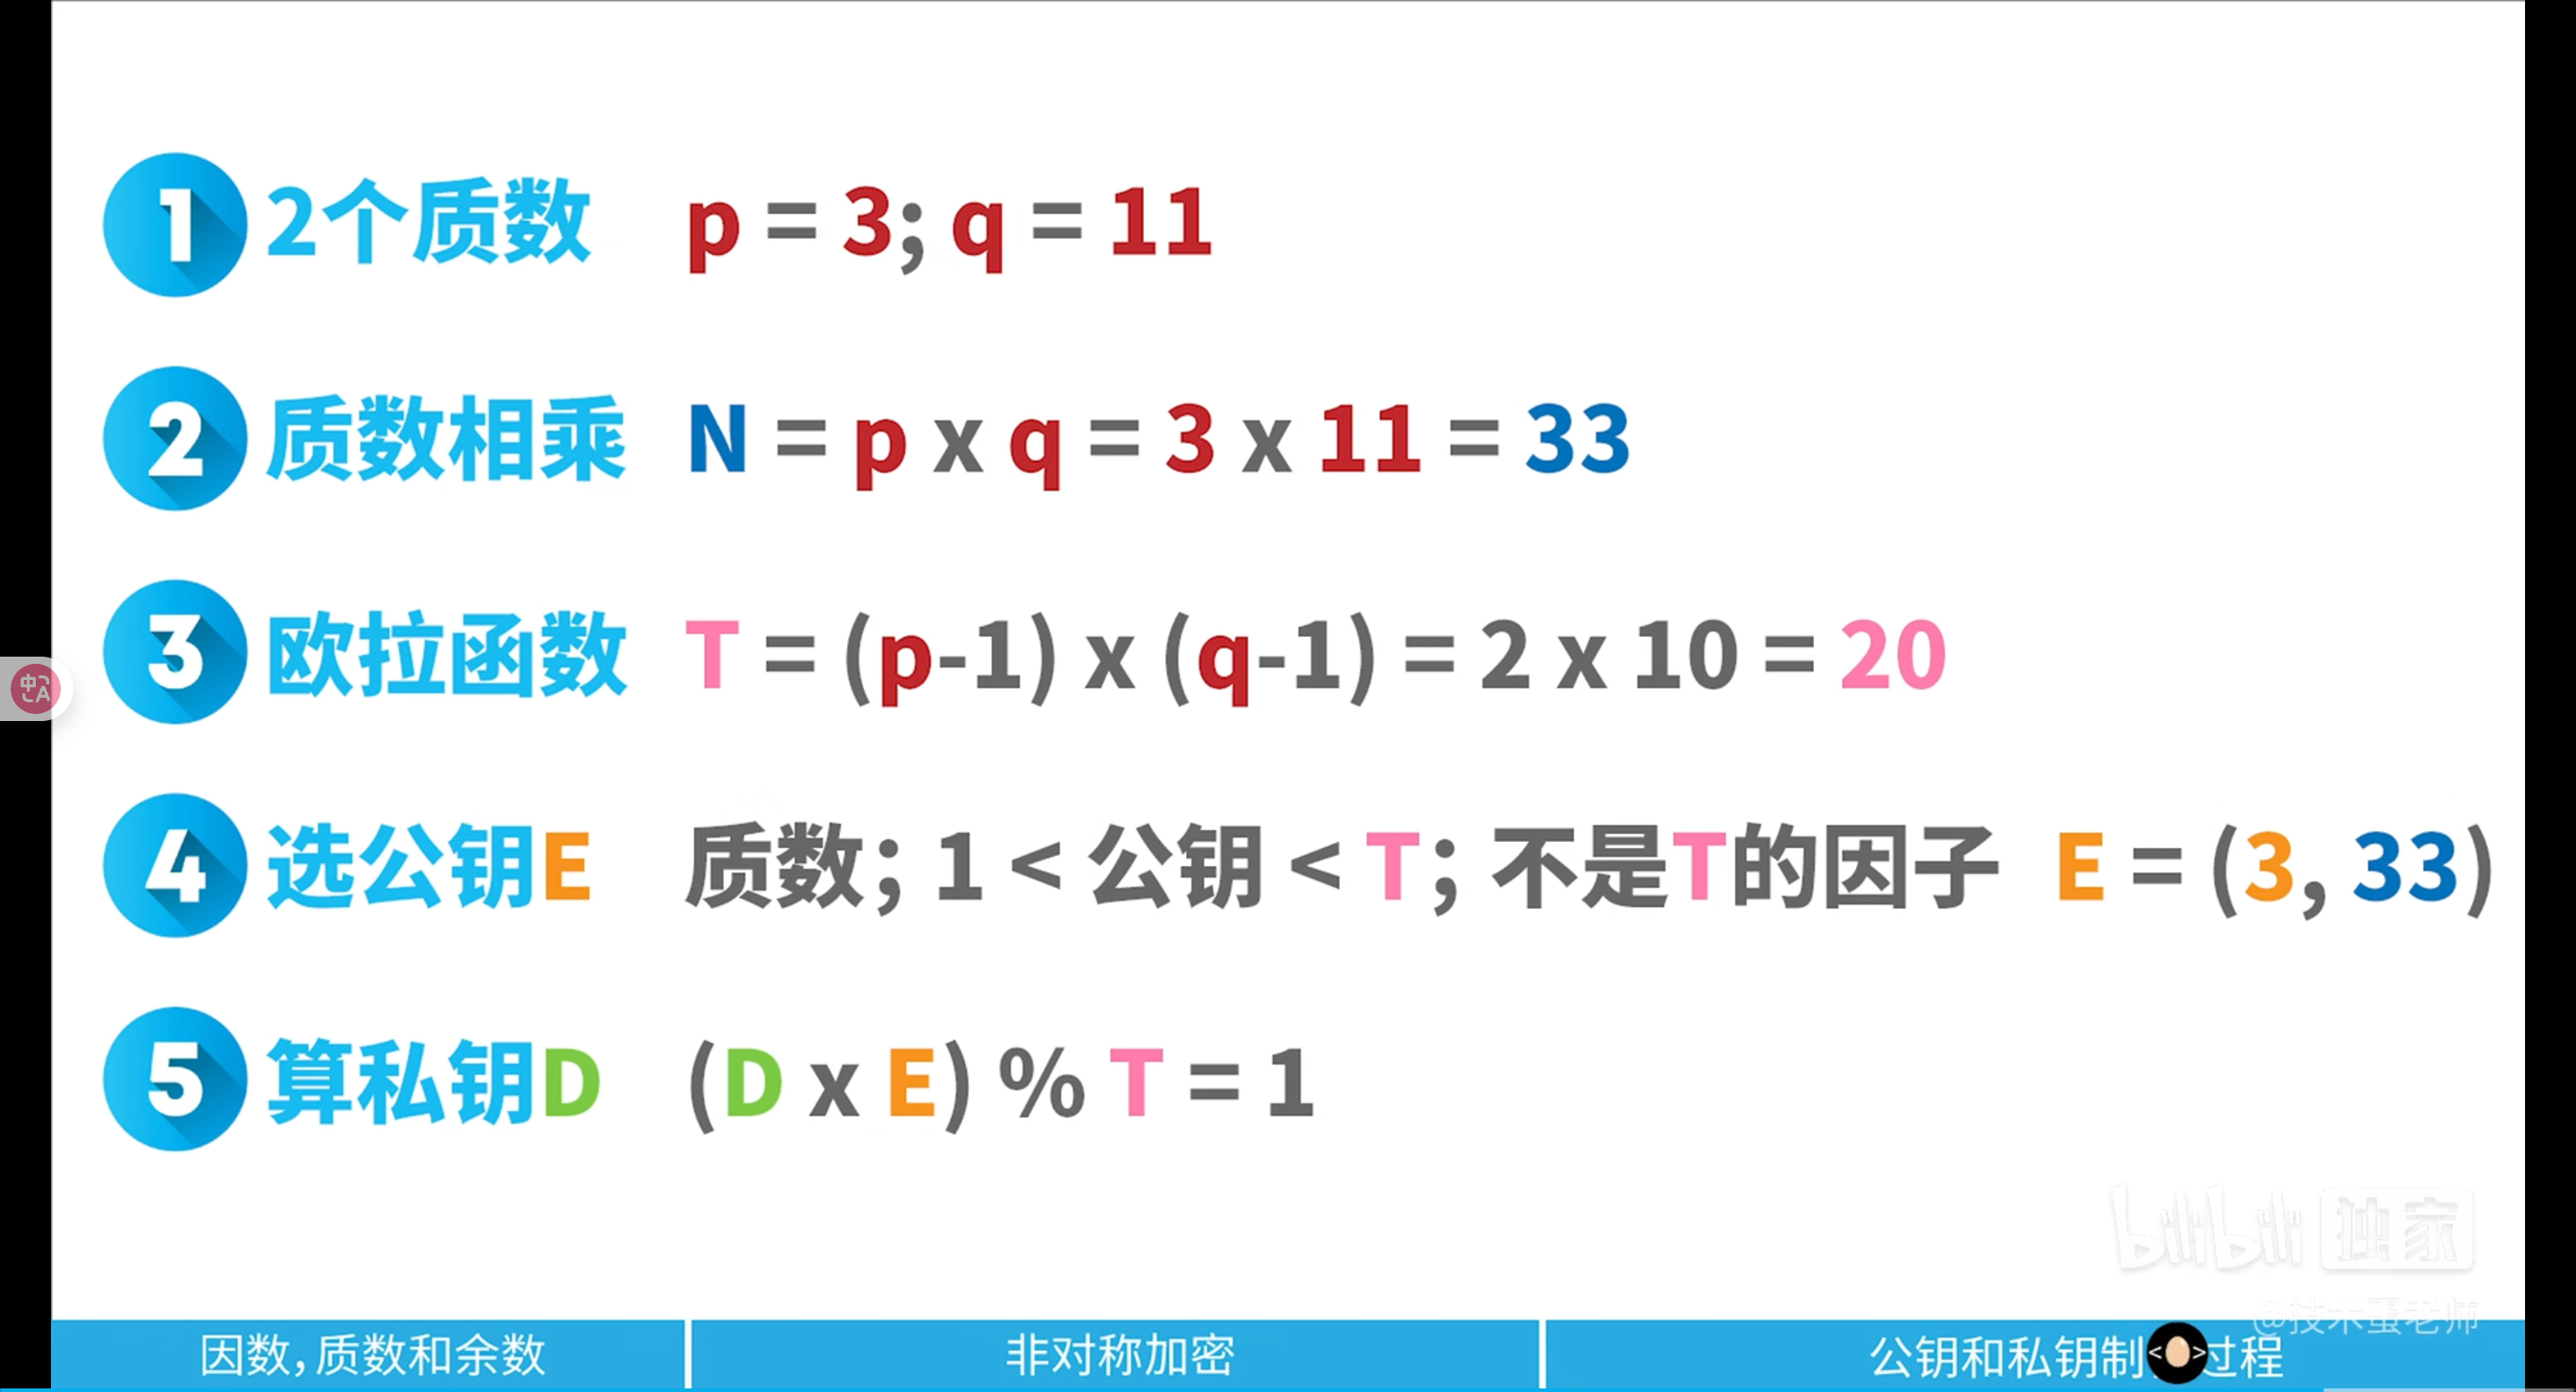 1 2个质数 p = 3; q = 11
2 质数相乘 N = p x q = 3 x 11 = 33
3 欧拉函数 T = (p-1) x (q-1) = 2 x 10 = 20
4 选公钥E 质数; 1 < 公钥 < T; 不是T的因子 E = (3, 33)
5 算私钥D (D x E) % T = 1
中A
bilibili 独家
@技术蛋老师
因数,质数和余数 非对称加密 公钥和私钥制 过程